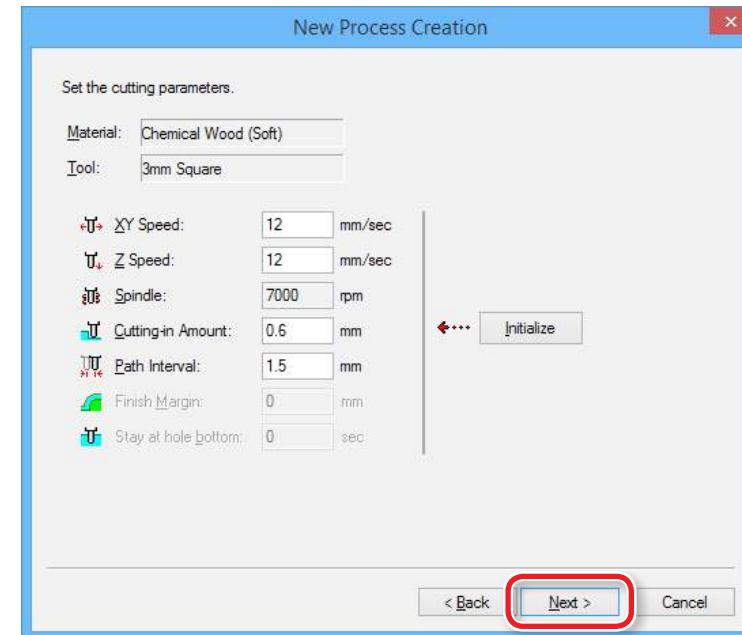 New Process Creation
Set the cutting parameters.
Material: Chemical Wood (Soft)
Tool: 3mm Square
XY Speed: 12 mm/sec
Z Speed: 12 mm/sec
Spindle: 7000 rpm
Cutting-in Amount: 0.6 mm
Initialize
Path Interval: 1.5 mm
Finish Margin: 0 mm
Stay at hole bottom: 0 sec
< Back Next > Cancel